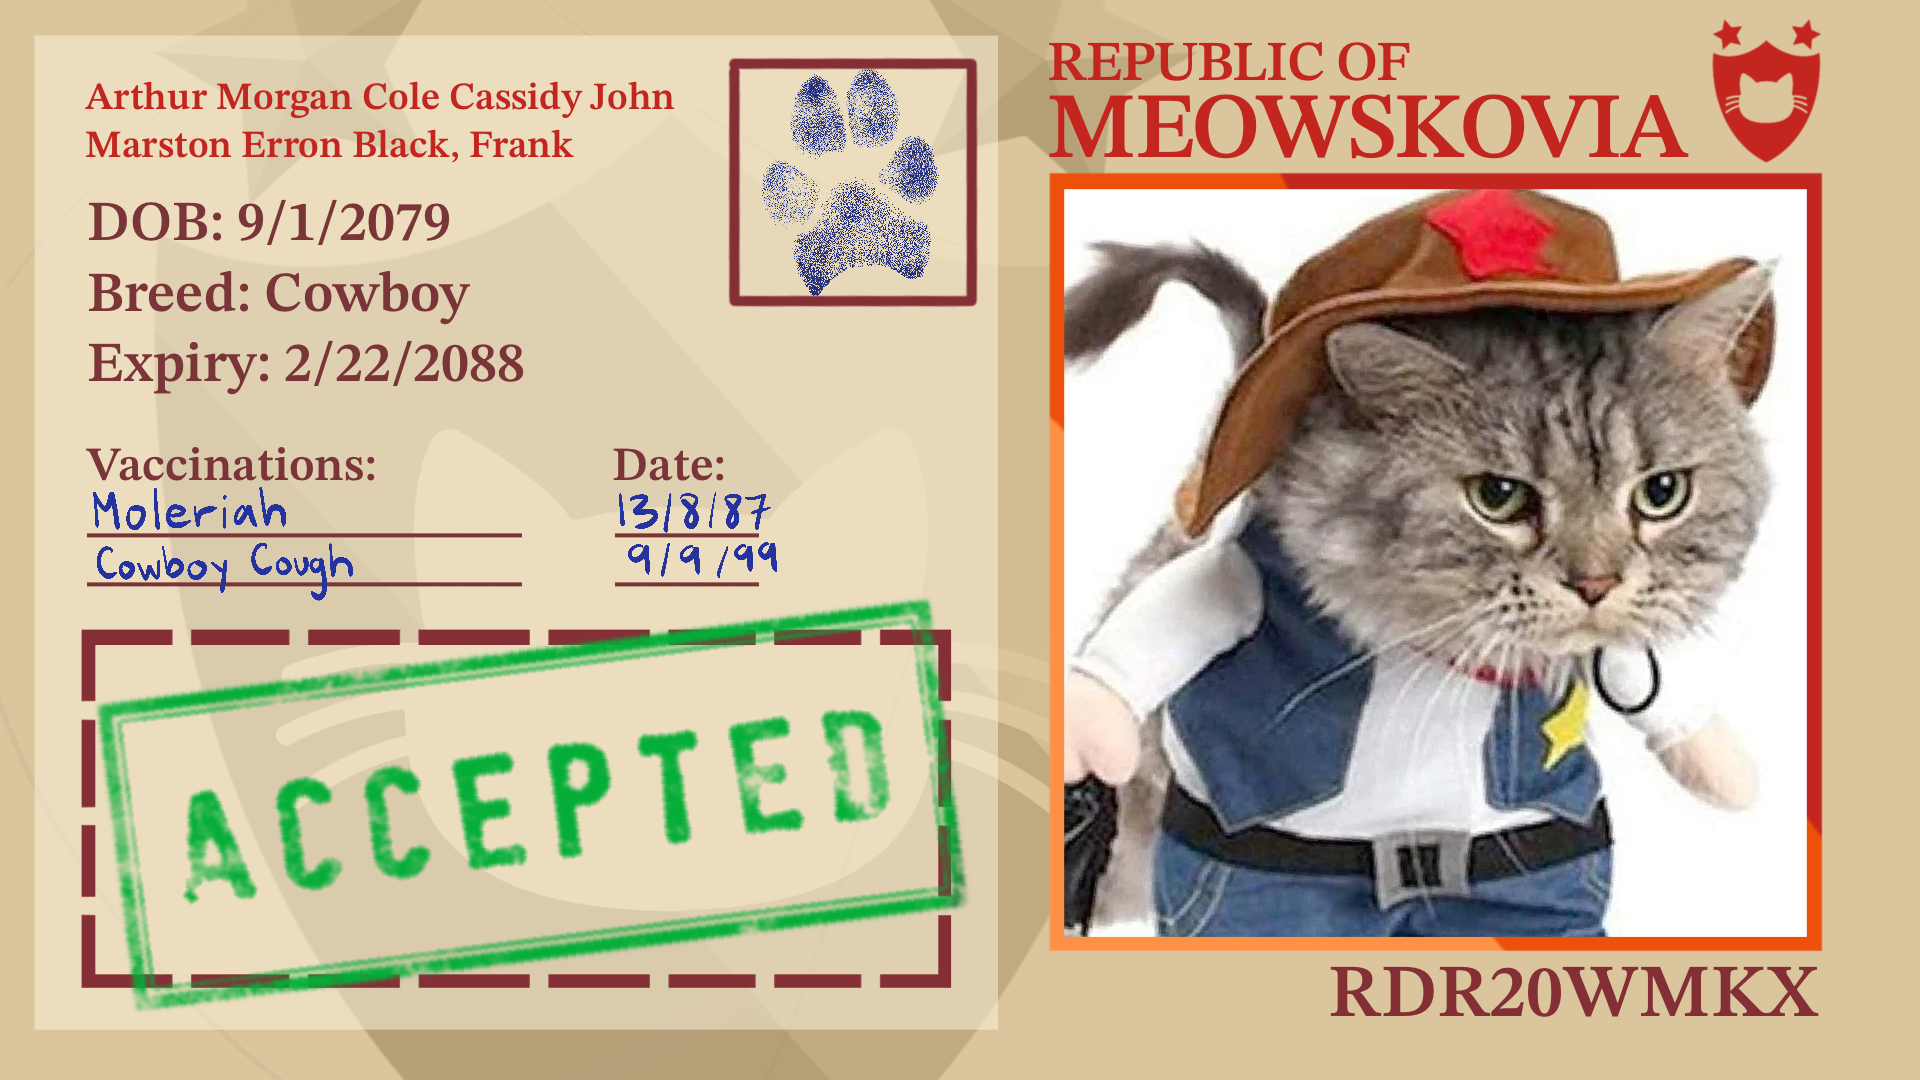 Arthur Morgan Cole Cassidy John
Marston Erron Black, Frank
DOB: 9/1/2079
Breed: Cowboy
Expiry: 2/22/2088
Vaccinations: Date:
Moleriah 13/8/87
Cowboy Cough 9/9/99
ACCEPTED
REPUBLIC OF
MEOWSKOVIA
RDR20WMKX